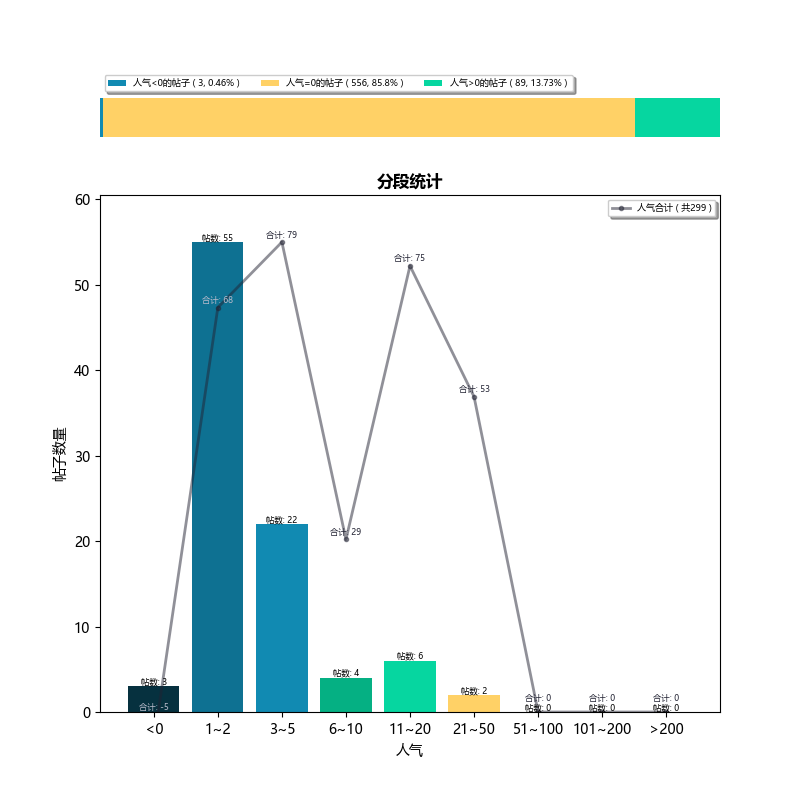 人气<0的帖子 ( 3, 0.46% ) 人气=0的帖子 ( 556, 85.8% ) 人气>0的帖子 ( 89, 13.73% )
分段统计
人气合计 ( 共299 )
60
50
40
30
20
10
0
帖子数量
帖数: 55
合计: 79
合计: 75
合计: 68
合计: 53
帖数: 22
合计: 29
帖数: 6
帖数: 4
帖数: 3
帖数: 2
合计: -5
合计: 0 合计: 0 合计: 0
帖数: 0 帖数: 0 帖数: 0
<0 1~2 3~5 6~10 11~20 21~50 51~100 101~200 >200
人气